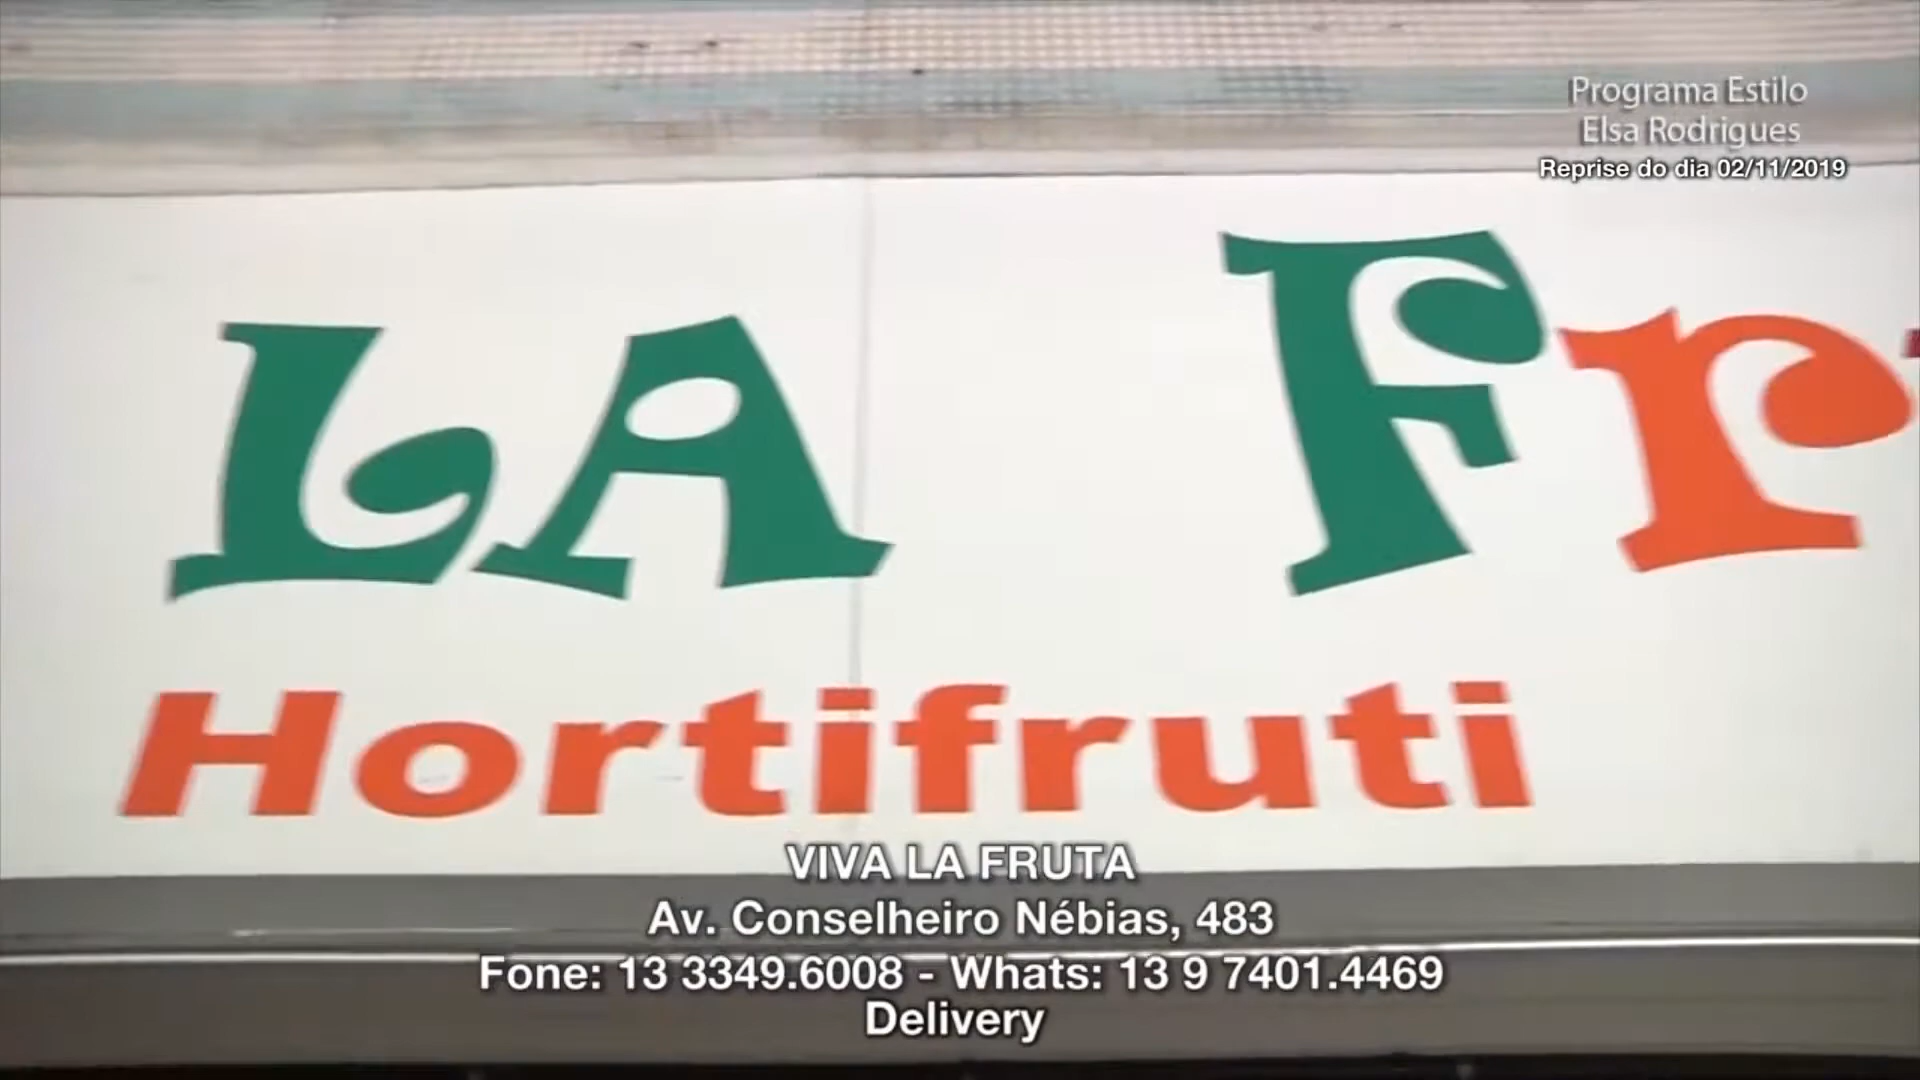 Programa Estilo
Elsa Rodrigues
Reprise do dia 02/11/2019
LA Fr
Hortifruti
VIVA LA FRUTA
Av. Conselheiro Nébias, 483
Fone: 13 3349.6008 - Whats: 13 9 7401.4469
Delivery